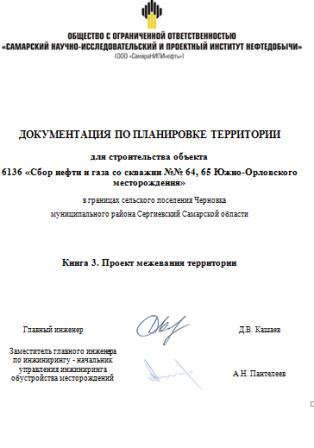 ОБЩЕСТВО С ОГРАНИЧЕННОЙ ОТВЕТСТВЕННОСТЬЮ
«САМАРСКИЙ НАУЧНО-ИССЛЕДОВАТЕЛЬСКИЙ И ПРОЕКТНЫЙ ИНСТИТУТ НЕФТЕДОБЫЧИ»
(ООО «СамараНИПИнефть»)
ДОКУМЕНТАЦИЯ ПО ПЛАНИРОВКЕ ТЕРРИТОРИИ
для строительства объекта
6136 «Сбор нефти и газа со скважин №№ 64, 65 Южно-Орловского
месторождения»
в границах сельского поселения Черновка
муниципального района Сергиевский Самарской области
Книга 3. Проект межевания территории
Главный инженер
Д.В. Кашаев
Заместитель главного инженера
по инжинирингу - начальник
управления инжиниринга
обустройства месторождений
А.Н. Пантелеев